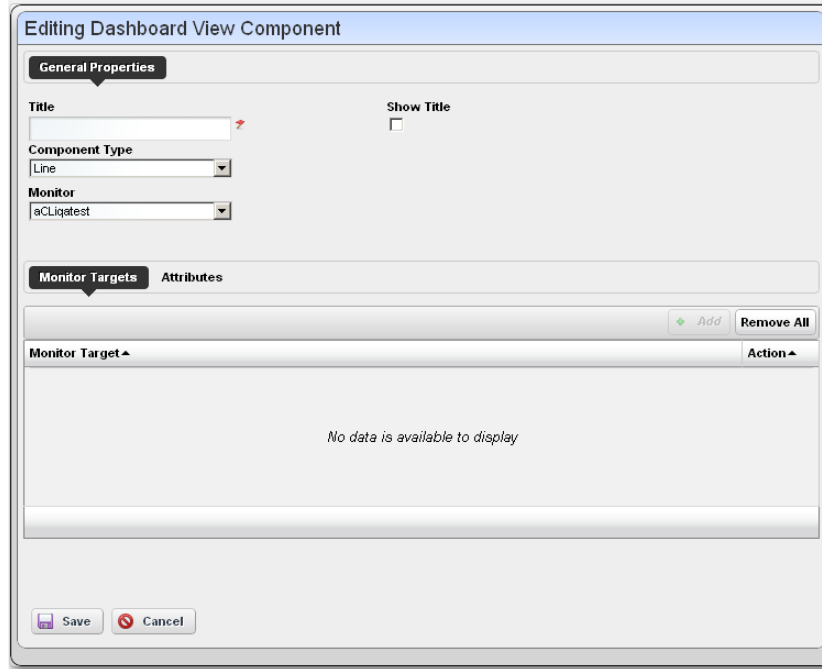 Editing Dashboard View Component
General Properties
Title
Show Title
Component Type
Line
Monitor
aCLiqatest
Monitor Targets Attributes
Add Remove All
Monitor Target Action
No data is available to display
Save Cancel